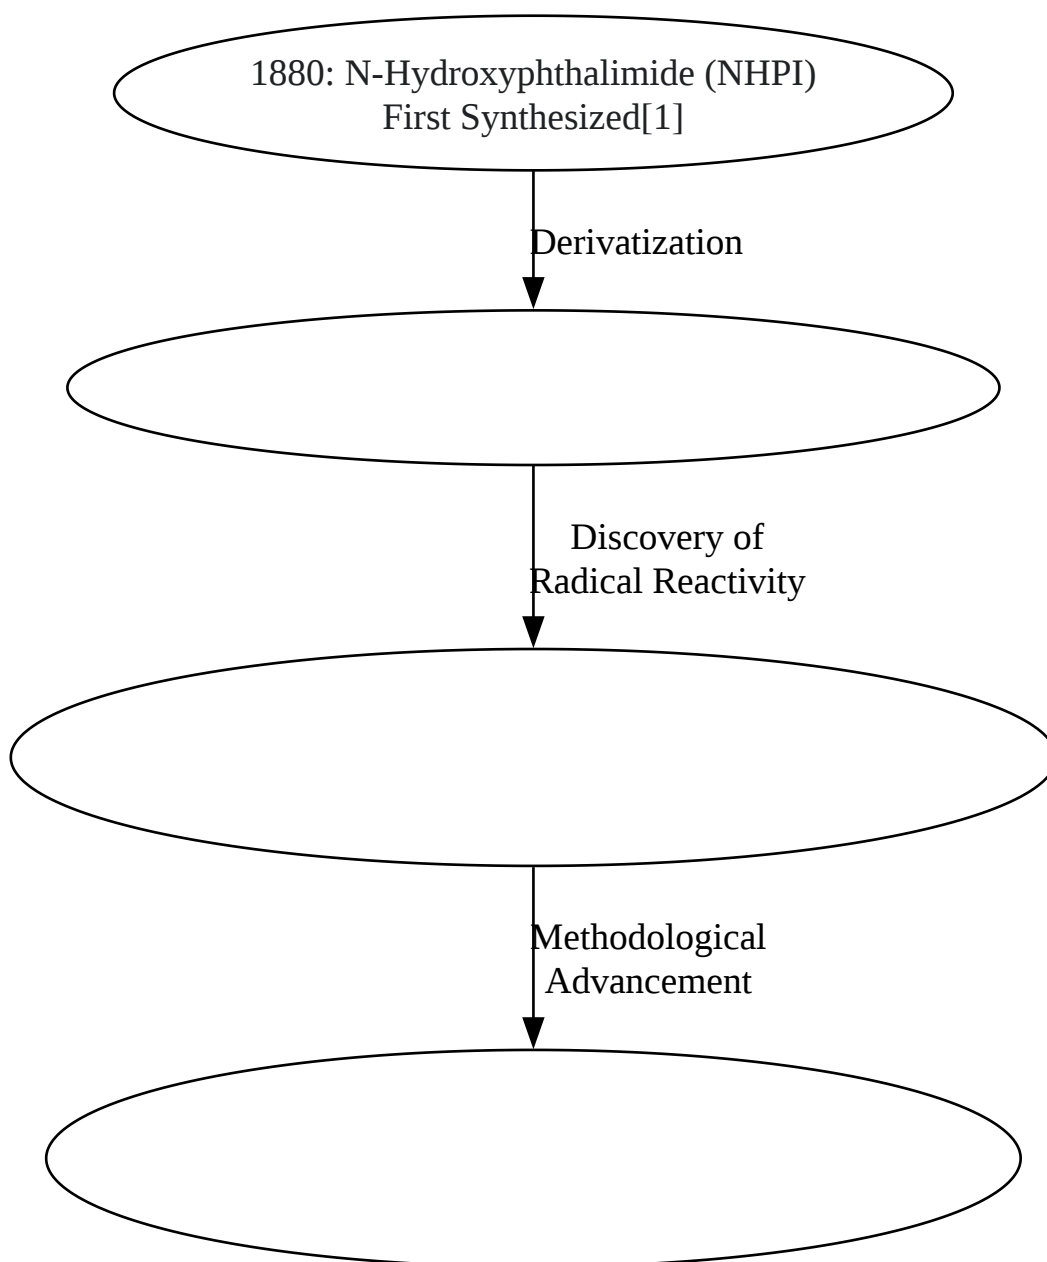 1880: N-Hydroxyphthalimide (NHPI)
First Synthesized[1]
Derivatization
Discovery of
Radical Reactivity
Methodological
Advancement